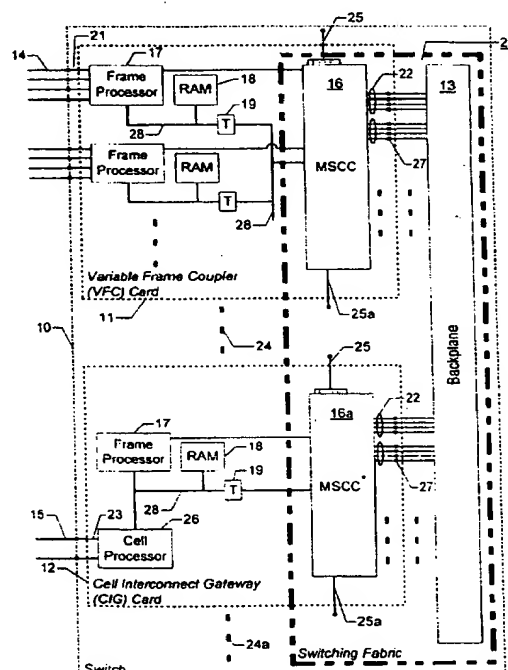 25
14
21
17
2
Frame
Processor
RAM
18
19
T
28
16
MSCC
22
13
27
Frame
Processor
RAM
T
28
Variable Frame Coupler
(VFC) Card
11
25a
10
24
25
Backplane
17
Frame
Processor
RAM
18
19
T
28
16a
MSCC
22
27
15
23
26
Cell
Processor
12
Cell Interconnect Gateway
(CIG) Card
25a
24a
Switching Fabric
Switch